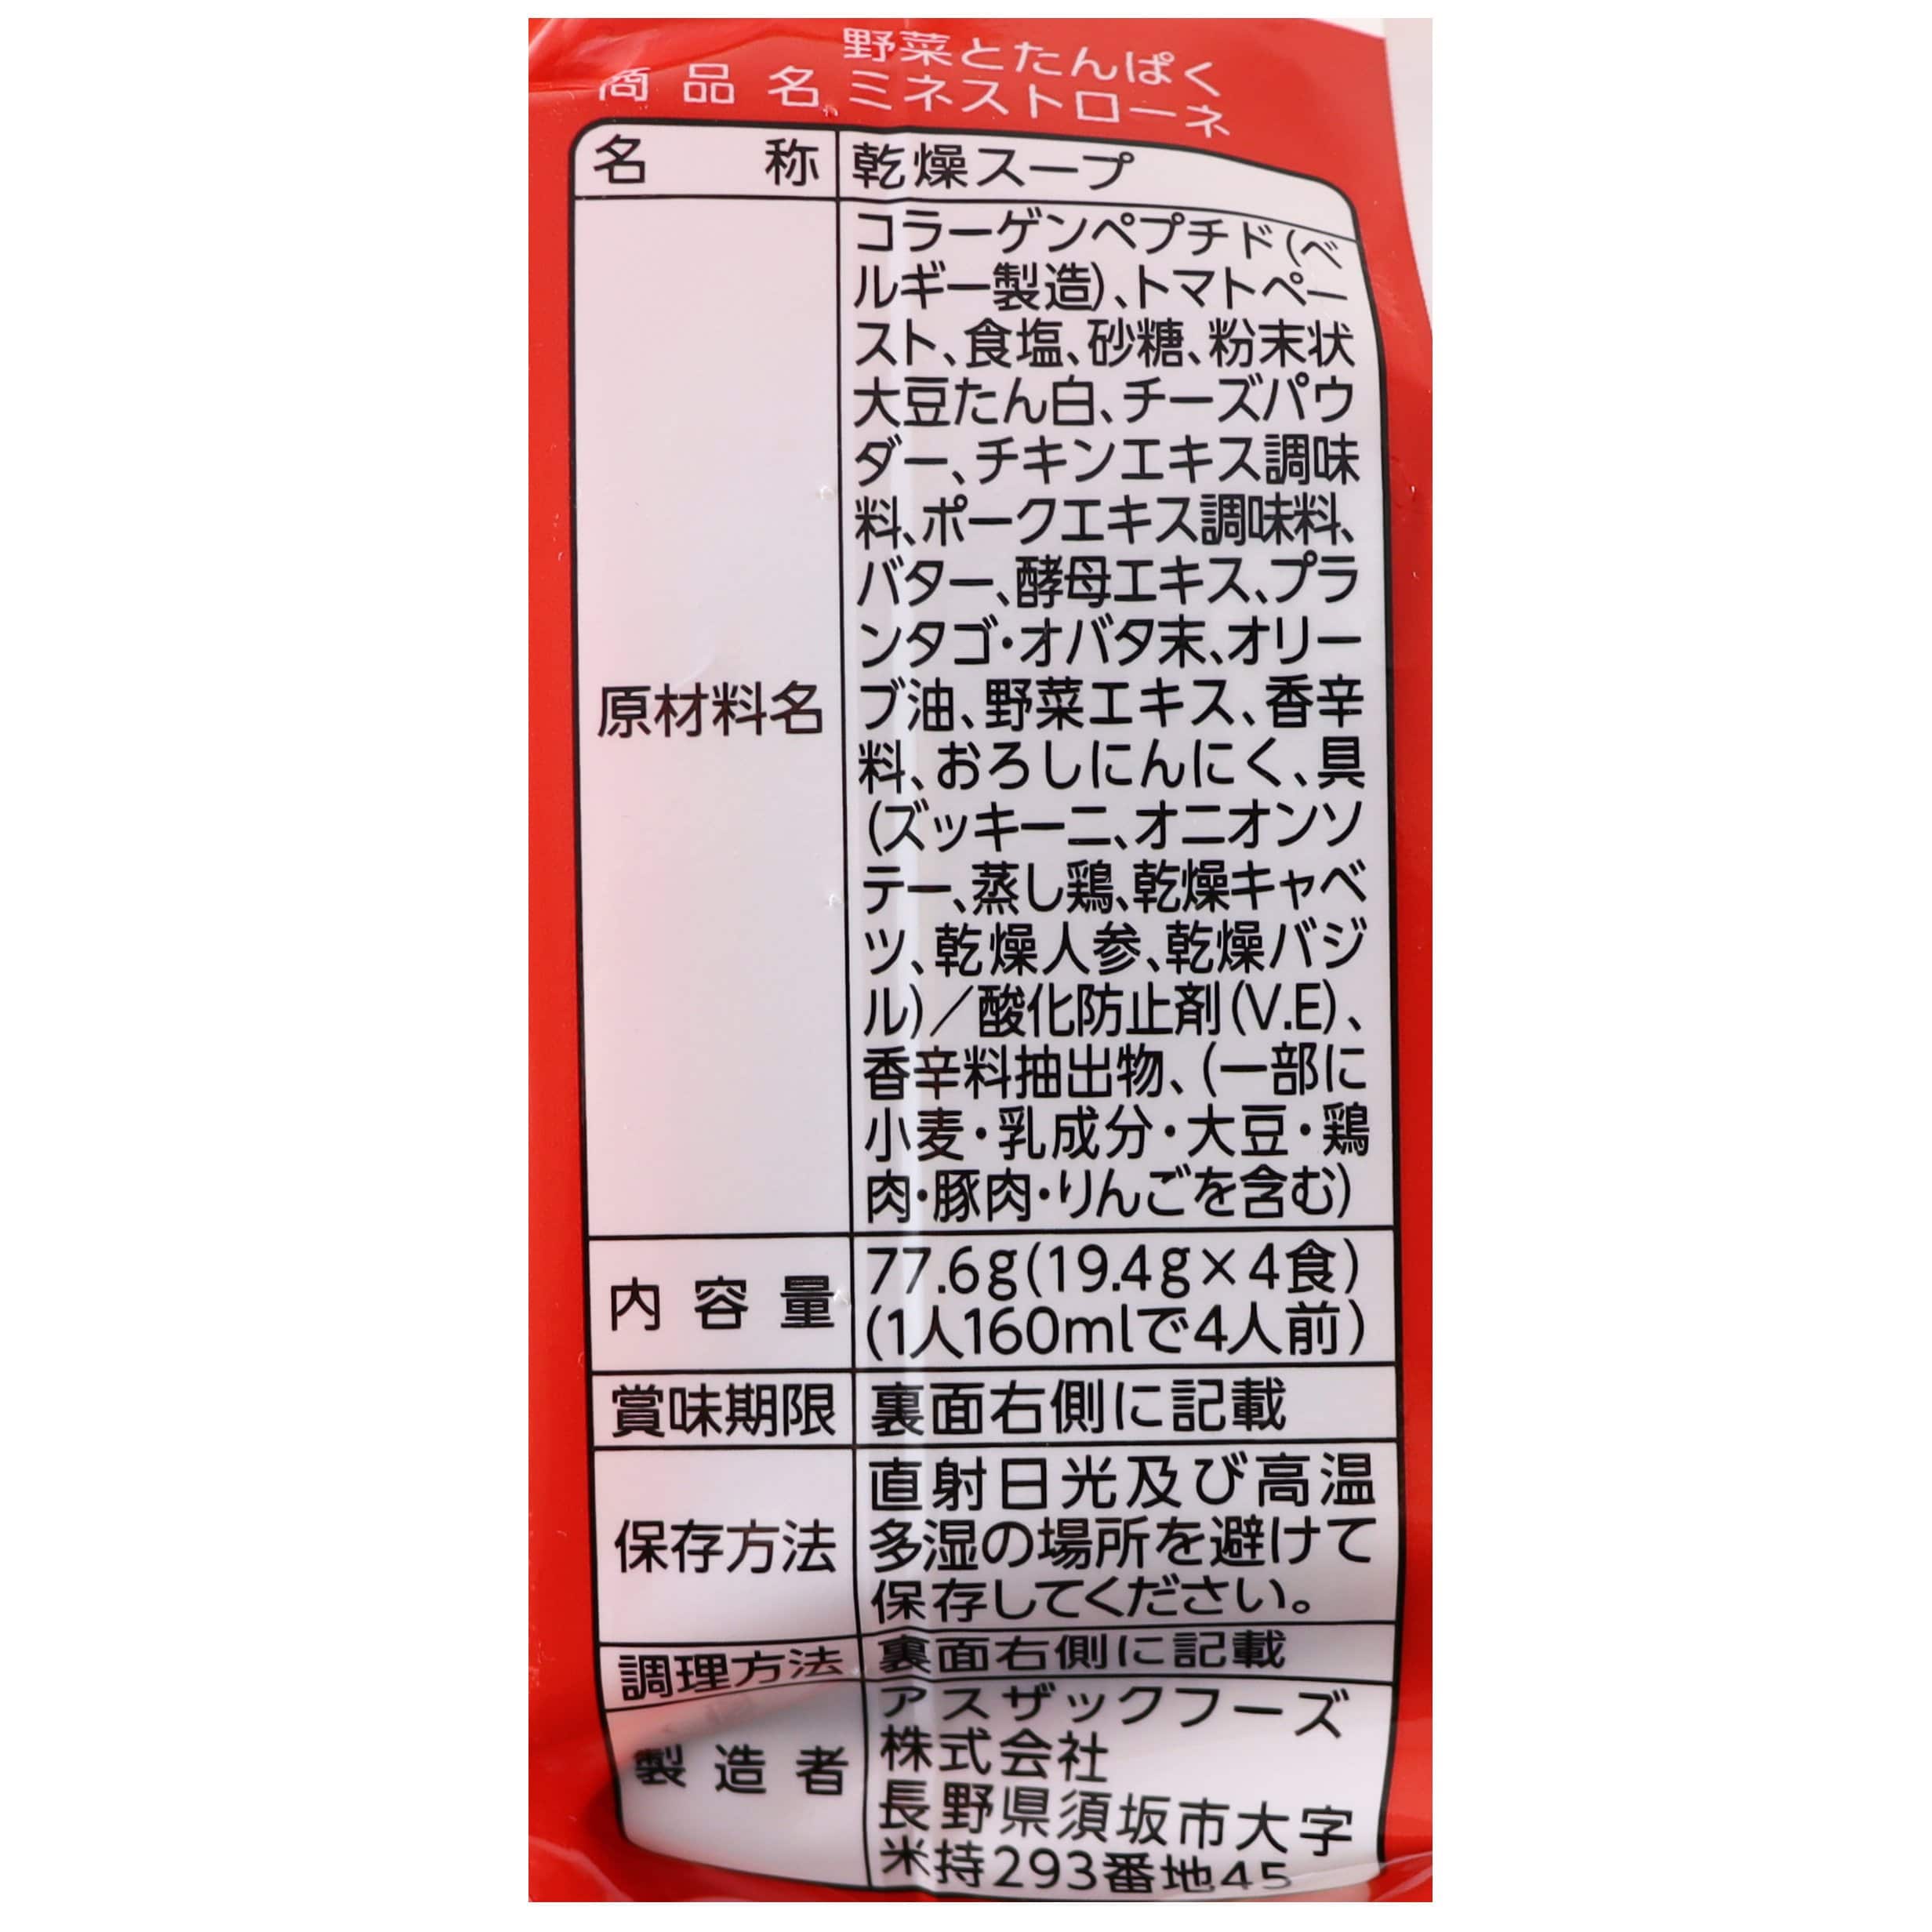 野菜とたんぱく
商品名 ミネストローネ
名称 乾燥スープ
原材料名
コラーゲンペプチド(ベ
ルギー製造)、トマトペー
スト、食塩、砂糖、粉末状
大豆たん白、チーズパウ
ダー、チキンエキス調味
料、ポークエキス調味料、
バター、酵母エキス、プラ
ンタゴ・オバタ末、オリー
ブ油、野菜エキス、香辛
料、おろしにんにく、具
(ズッキーニ、オニオンソ
テー、蒸し鶏、乾燥キャベ
ツ、乾燥人参、乾燥バジ
ル)／酸化防止剤(V.E)、
香辛料抽出物、(一部に
小麦・乳成分・大豆・鶏
肉・豚肉・りんごを含む)
内容量
77.6g(19.4g×4食)
(1人160mlで4人前)
賞味期限 裏面右側に記載
保存方法
直射日光及び高温
多湿の場所を避けて
保存してください。
調理方法 裏面右側に記載
製造者
アスザックフーズ
株式会社
長野県須坂市大字
米持293番地45